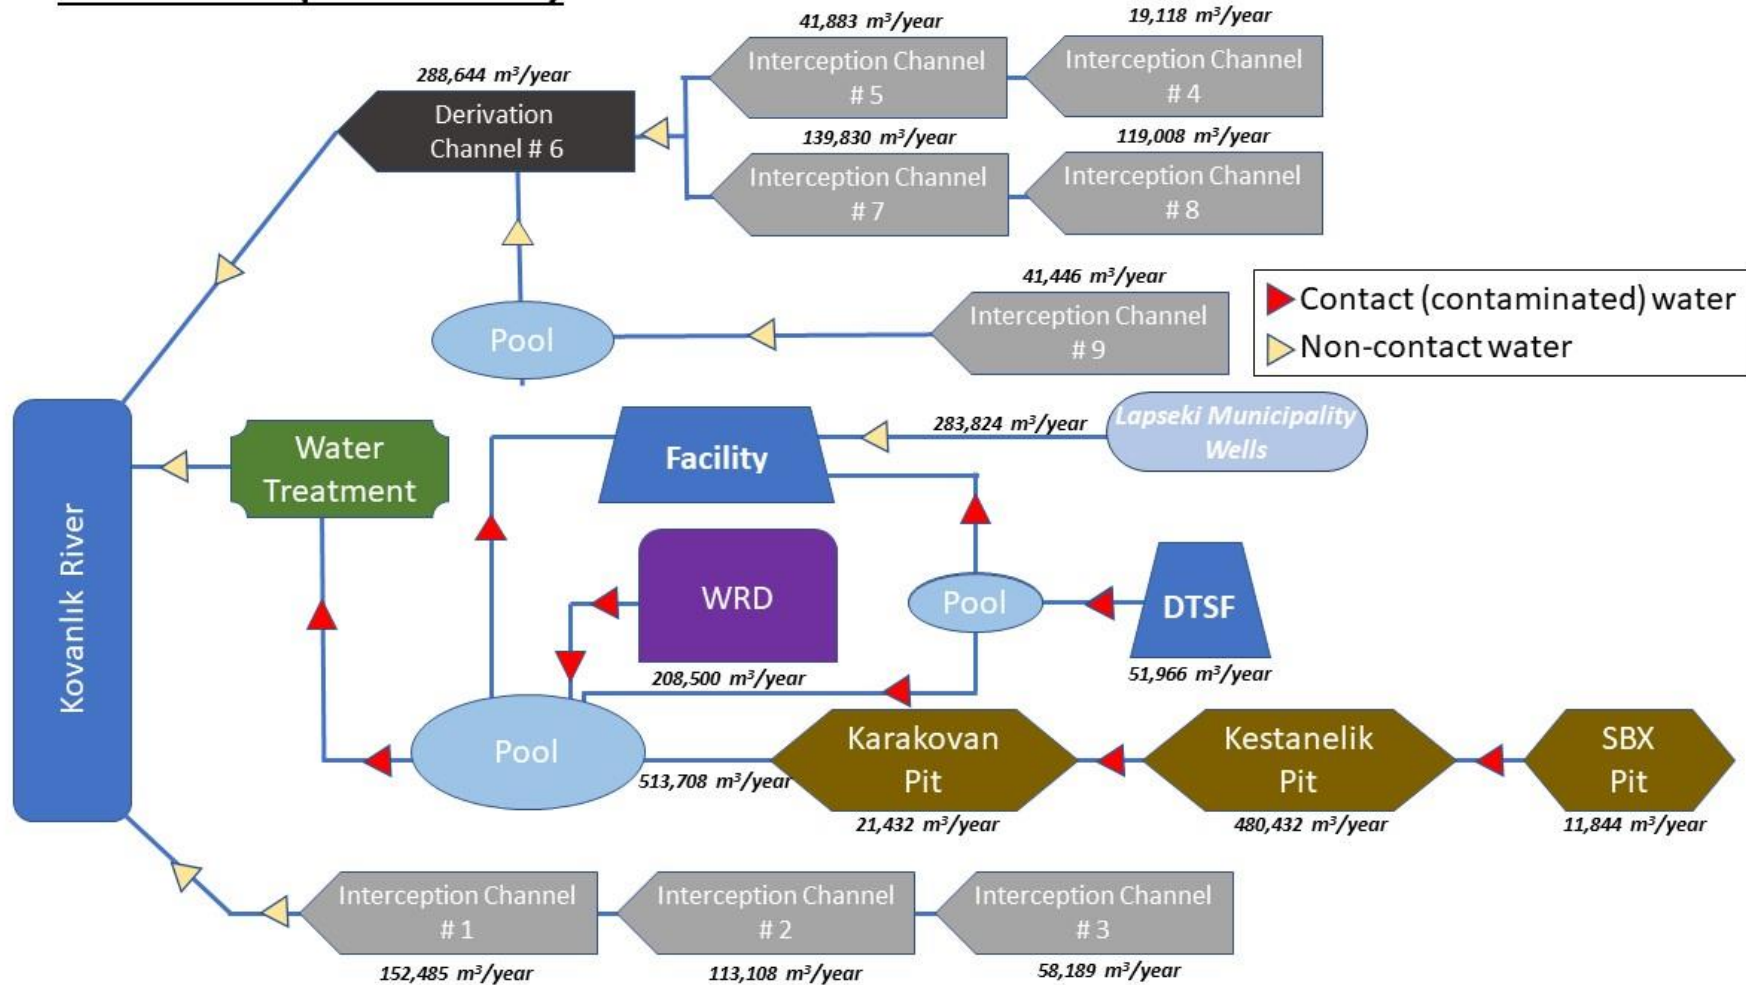 41,883 m³/year
19,118 m³/year
Interception Channel
# 5
Interception Channel
# 4
288,644 m³/year
Derivation
Channel # 6
139,830 m³/year
119,008 m³/year
Interception Channel
# 7
Interception Channel
# 8
41,446 m³/year
Interception Channel
# 9
Pool
Contact (contaminated) water
Non-contact water
Lapseki Municipality
Wells
283,824 m³/year
Facility
Water
Treatment
Kovanlık River
WRD
208,500 m³/year
Pool
DTSF
51,966 m³/year
Pool
513,708 m³/year
Karakovan
Pit
21,432 m³/year
Kestanelik
Pit
480,432 m³/year
SBX
Pit
11,844 m³/year
Interception Channel
# 1
152,485 m³/year
Interception Channel
# 2
113,108 m³/year
Interception Channel
# 3
58,189 m³/year